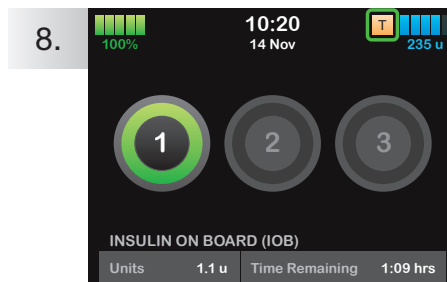 8.
100%
10:20
14 Nov
T
235 u
1 2 3
INSULIN ON BOARD (IOB)
Units 1.1 u Time Remaining 1:09 hrs